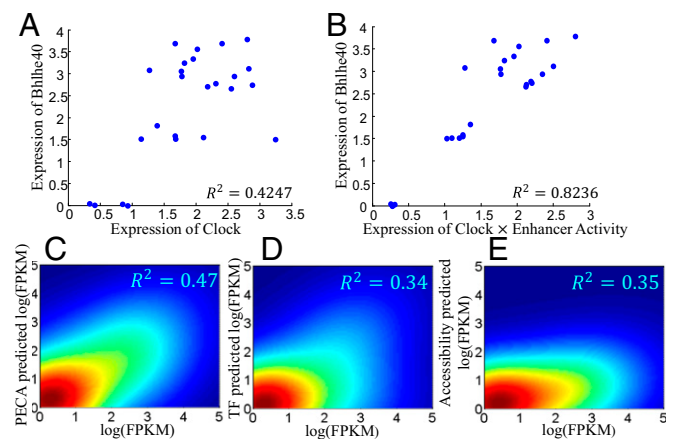 A
B
Expression of Bhlhe40
4
3.5
3
2.5
2
1.5
1
0.5
0
0 0.5 1 1.5 2 2.5 3 3.5
R² = 0.4247
Expression of Clock
Expression of Bhlhe40
4
3.5
3
2.5
2
1.5
1
0.5
0
0 0.5 1 1.5 2 2.5 3
R² = 0.8236
Expression of Clock × Enhancer Activity
C
D
E
PECA predicted log(FPKM)
5
4
3
2
1
0
0 1 2 3 4 5
R² = 0.47
log(FPKM)
TF predicted log(FPKM)
5
4
3
2
1
0
0 1 2 3 4 5
R² = 0.34
log(FPKM)
Accessibility predicted
log(FPKM)
5
4
3
2
1
0
0 1 2 3 4 5
R² = 0.35
log(FPKM)